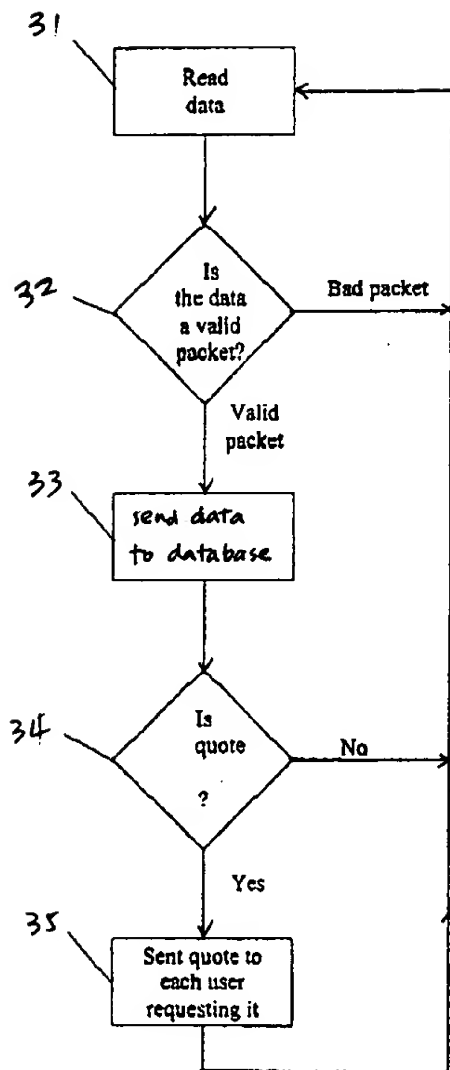 31
Read
data
32
Is
the data
a valid
packet?
Bad packet
Valid
packet
33
send data
to database
34
Is
quote
?
No
Yes
35
Sent quote to
each user
requesting it